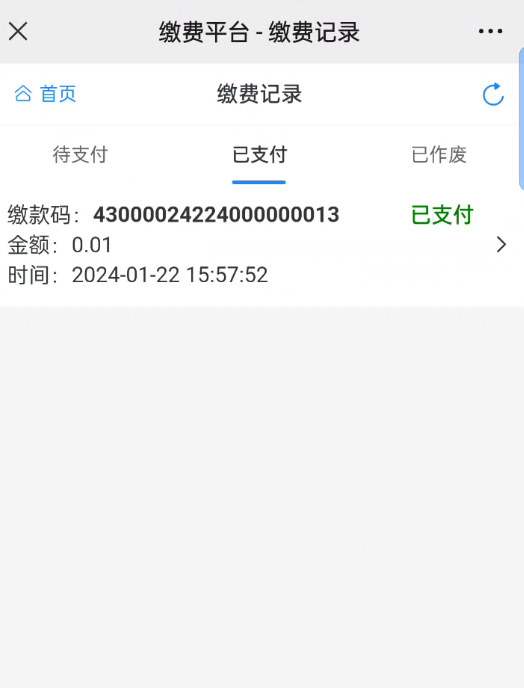 缴费平台 - 缴费记录
首页 缴费记录
待支付 已支付 已作废
缴款码：43000024224000000013 已支付
金额：0.01
时间：2024-01-22 15:57:52